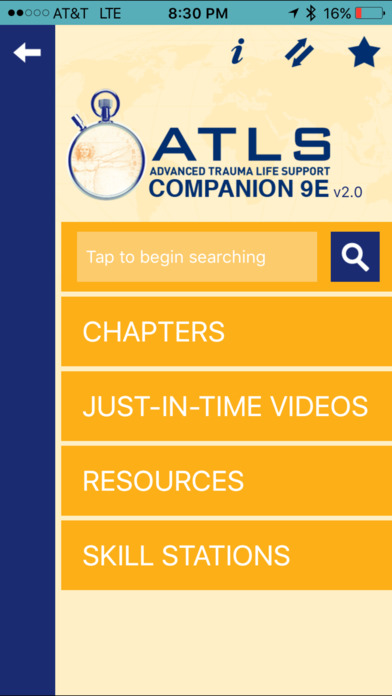 AT&T LTE 8:30 PM 16%
i
ATLS
ADVANCED TRAUMA LIFE SUPPORT
COMPANION 9E v2.0
Tap to begin searching
CHAPTERS
JUST-IN-TIME VIDEOS
RESOURCES
SKILL STATIONS